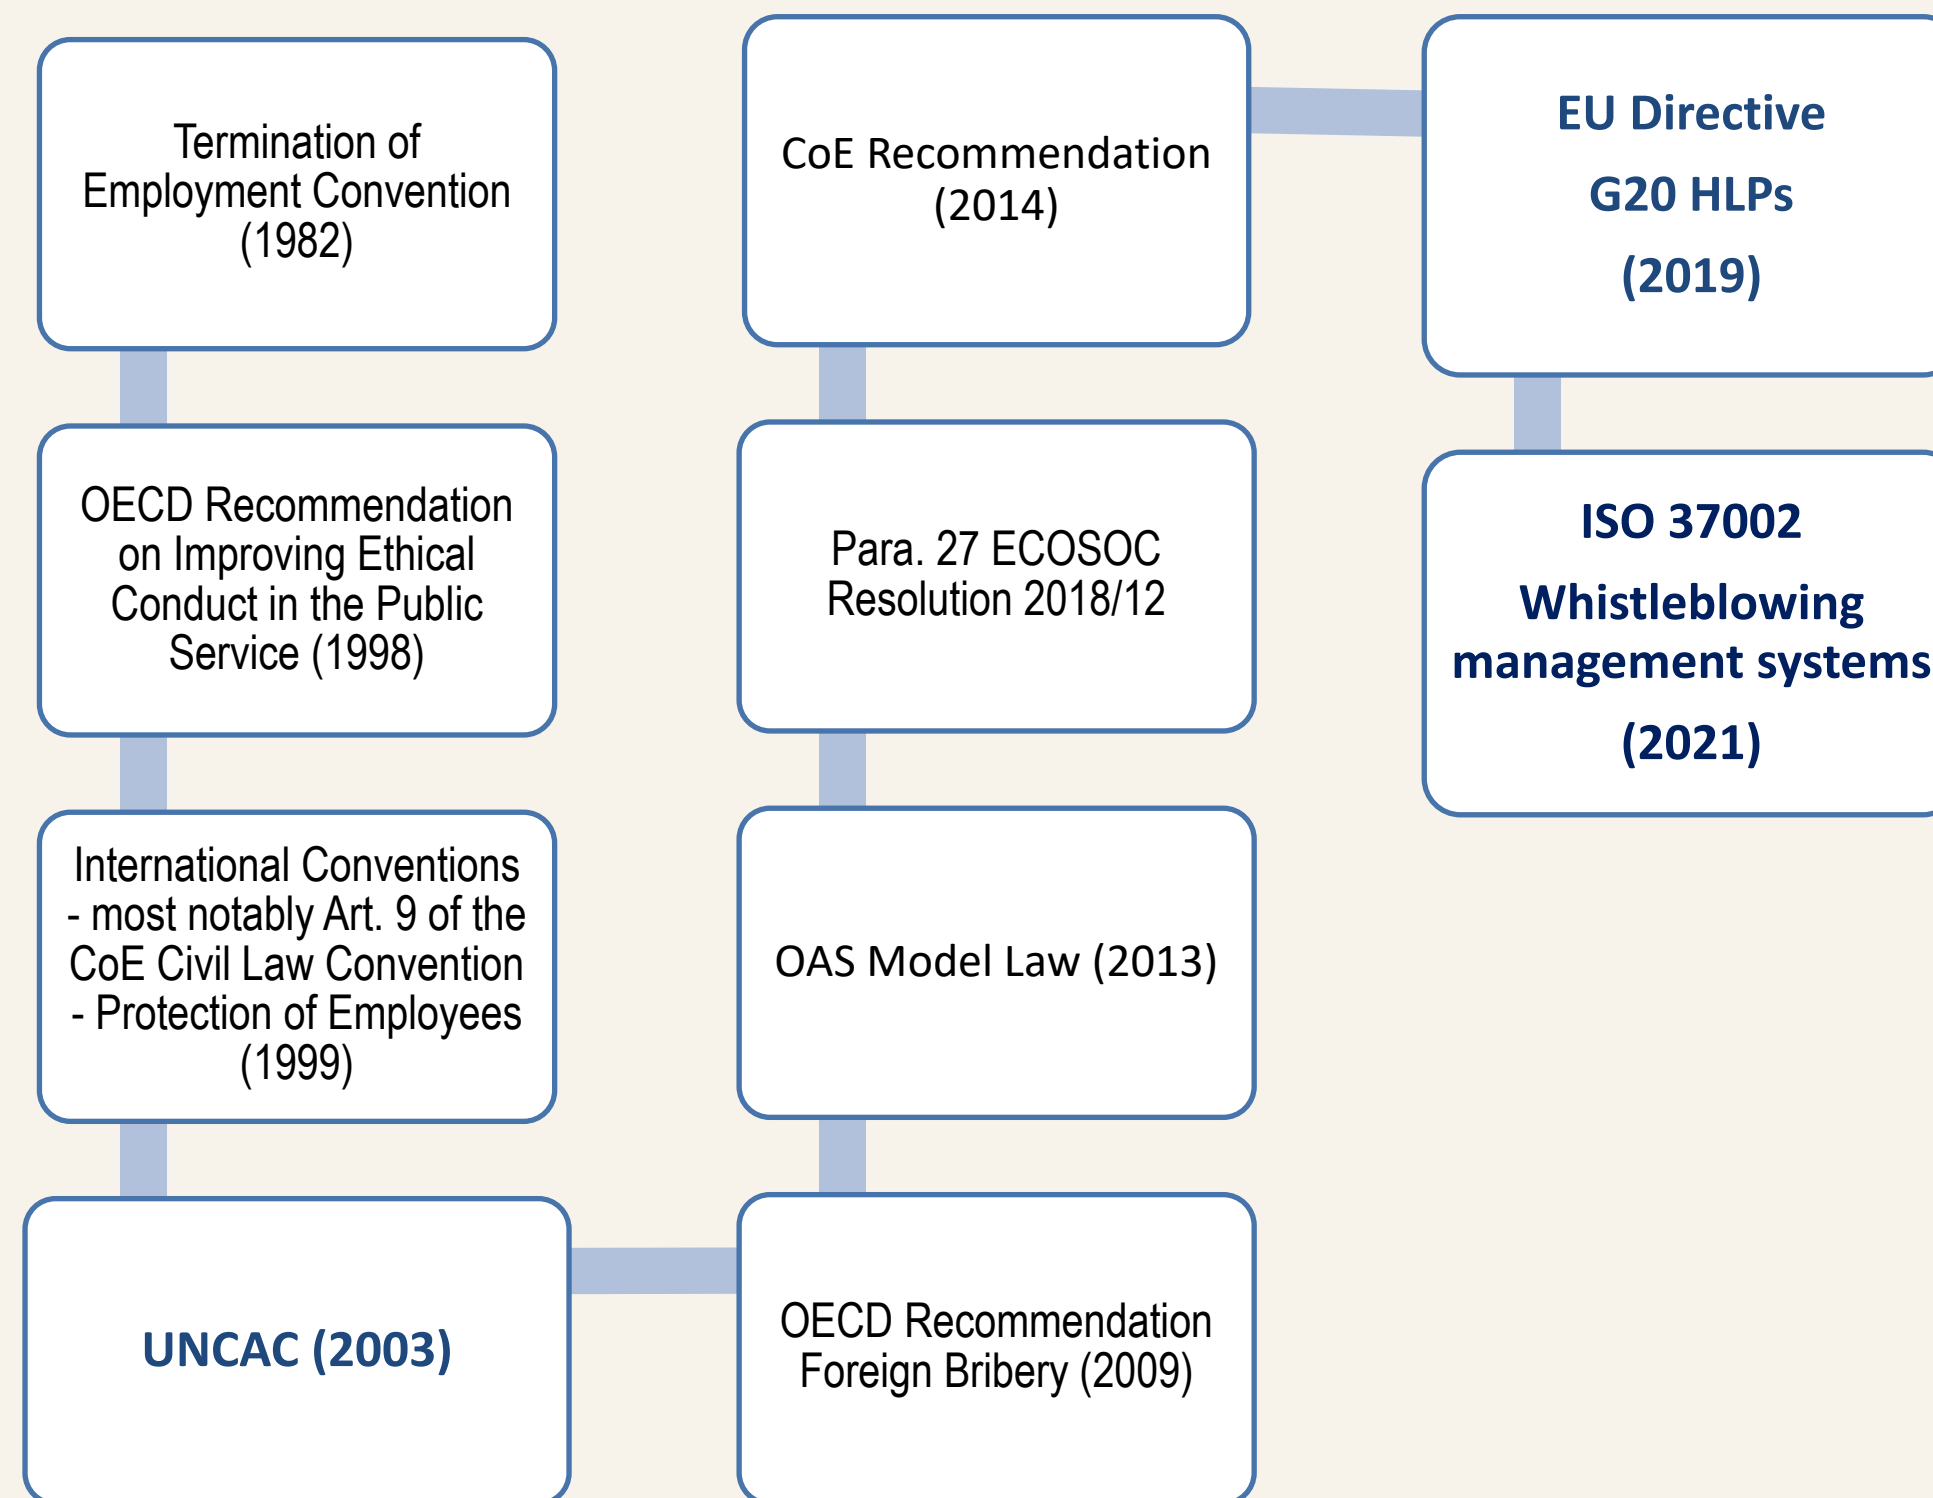 Termination of
Employment Convention
(1982)
OECD Recommendation
on Improving Ethical
Conduct in the Public
Service (1998)
International Conventions
- most notably Art. 9 of the
CoE Civil Law Convention
- Protection of Employees
(1999)
UNCAC (2003)
OECD Recommendation
Foreign Bribery (2009)
OAS Model Law (2013)
Para. 27 ECOSOC
Resolution 2018/12
CoE Recommendation
(2014)
EU Directive
G20 HLPs
(2019)
ISO 37002
Whistleblowing
management systems
(2021)